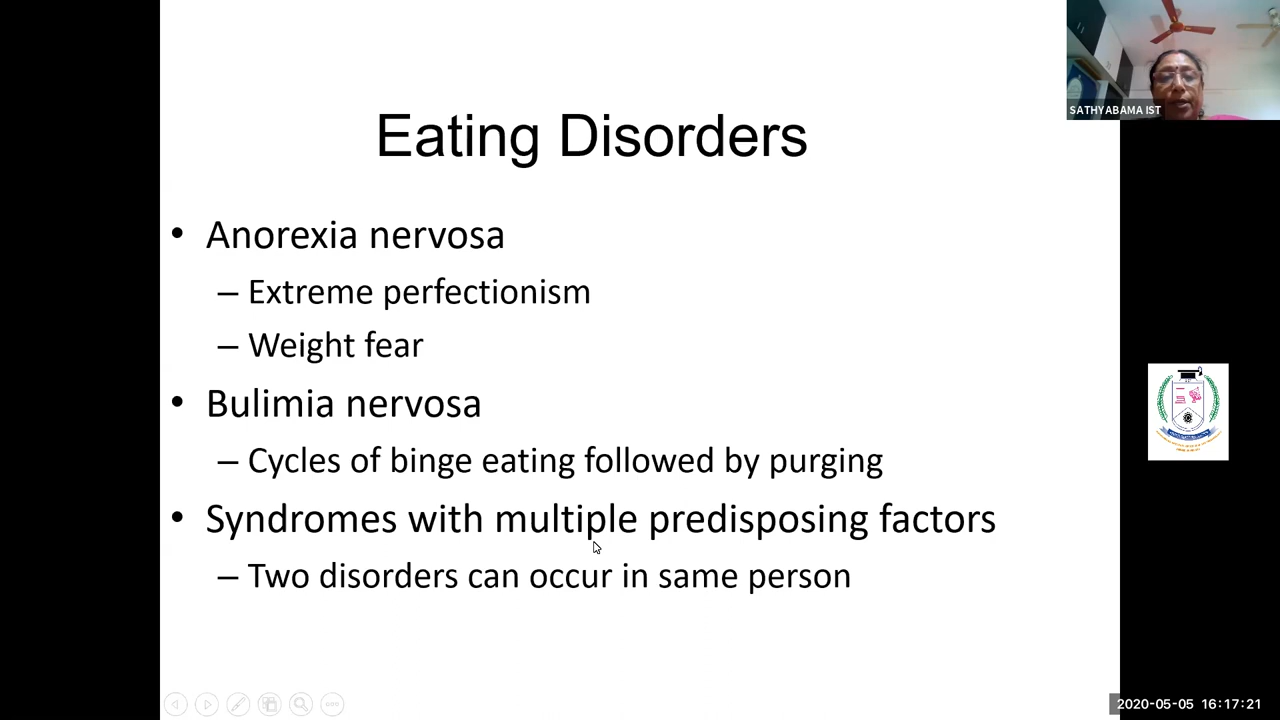 SATHYABAMA IST
Eating Disorders
• Anorexia nervosa
– Extreme perfectionism
– Weight fear
• Bulimia nervosa
– Cycles of binge eating followed by purging
• Syndromes with multiple predisposing factors
– Two disorders can occur in same person
2020-05-05 16:17:21